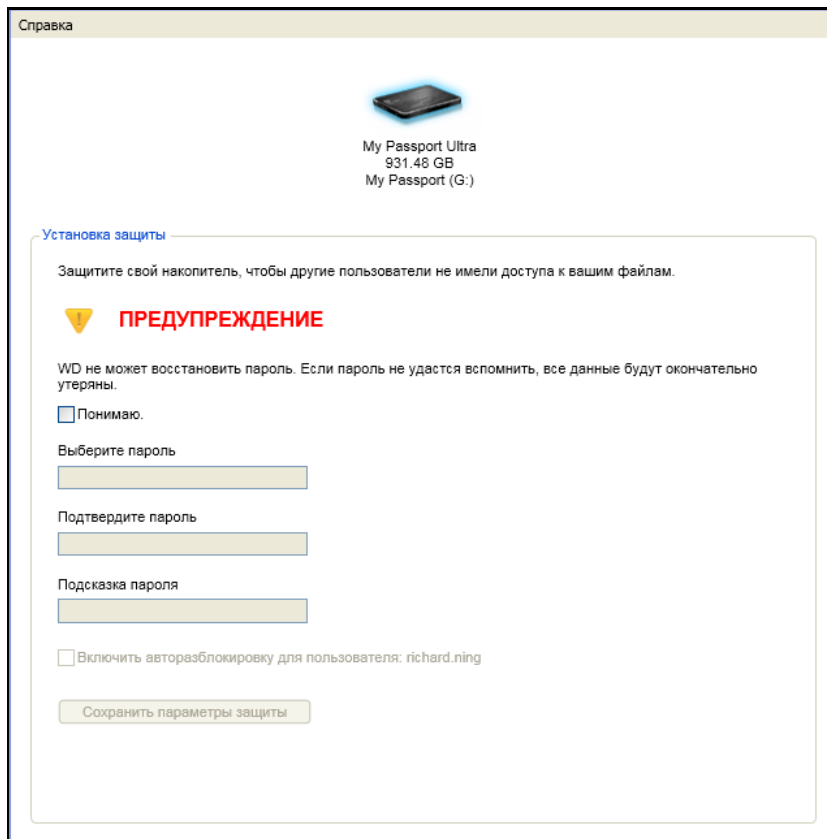 Справка
My Passport Ultra
931.48 GB
My Passport (G:)
Установка защиты
Защитите свой накопитель, чтобы другие пользователи не имели доступа к вашим файлам.
ПРЕДУПРЕЖДЕНИЕ
WD не может восстановить пароль. Если пароль не удастся вспомнить, все данные будут окончательно
утеряны.
Понимаю.
Выберите пароль
Подтвердите пароль
Подсказка пароля
Включить авторазблокировку для пользователя: richard.ning
Сохранить параметры защиты